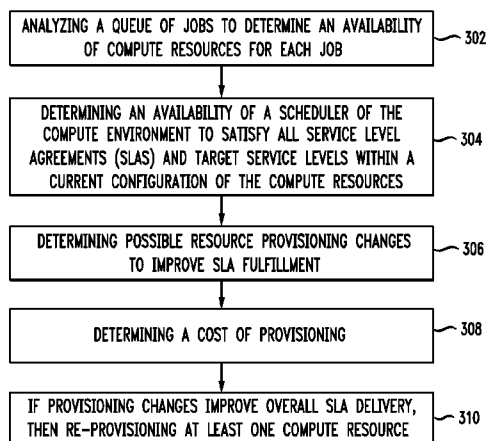 ANALYZING A QUEUE OF JOBS TO DETERMINE AN AVAILABILITY
OF COMPUTE RESOURCES FOR EACH JOB
302
DETERMINING AN AVAILABILITY OF A SCHEDULER OF THE
COMPUTE ENVIRONMENT TO SATISFY ALL SERVICE LEVEL
AGREEMENTS (SLAS) AND TARGET SERVICE LEVELS WITHIN A
CURRENT CONFIGURATION OF THE COMPUTE RESOURCES
304
DETERMINING POSSIBLE RESOURCE PROVISIONING CHANGES
TO IMPROVE SLA FULFILLMENT
306
DETERMINING A COST OF PROVISIONING
308
IF PROVISIONING CHANGES IMPROVE OVERALL SLA DELIVERY,
THEN RE-PROVISIONING AT LEAST ONE COMPUTE RESOURCE
310